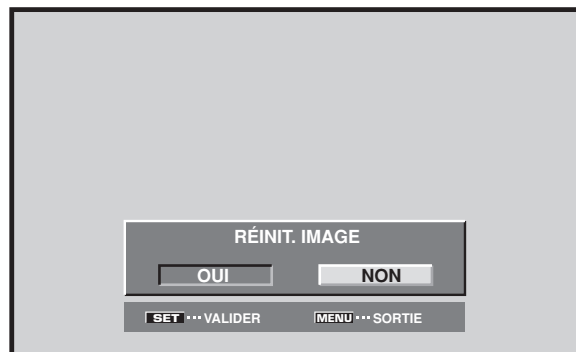 RÉINIT. IMAGE
OUI NON
SET ··· VALIDER MENU ··· SORTIE